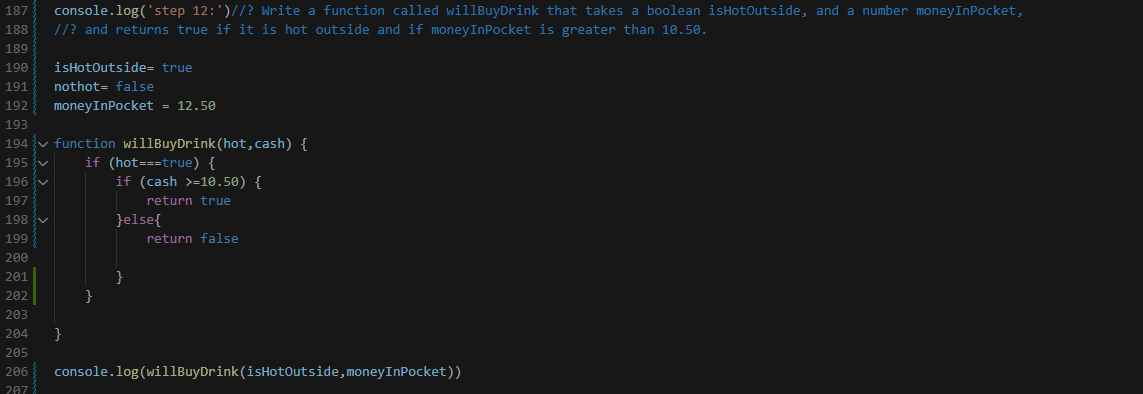 187 console.log('step 12:')//? Write a function called willBuyDrink that takes a boolean isHotOutside, and a number moneyInPocket,
188 //? and returns true if it is hot outside and if moneyInPocket is greater than 10.50.
189
190 isHotOutside= true
191 nothot= false
192 moneyInPocket = 12.50
193
194 function willBuyDrink(hot,cash) {
195     if (hot===true) {
196         if (cash >=10.50) {
197             return true
198         }else{
199             return false
200
201         }
202     }
203
204 }
205
206 console.log(willBuyDrink(isHotOutside,moneyInPocket))
207